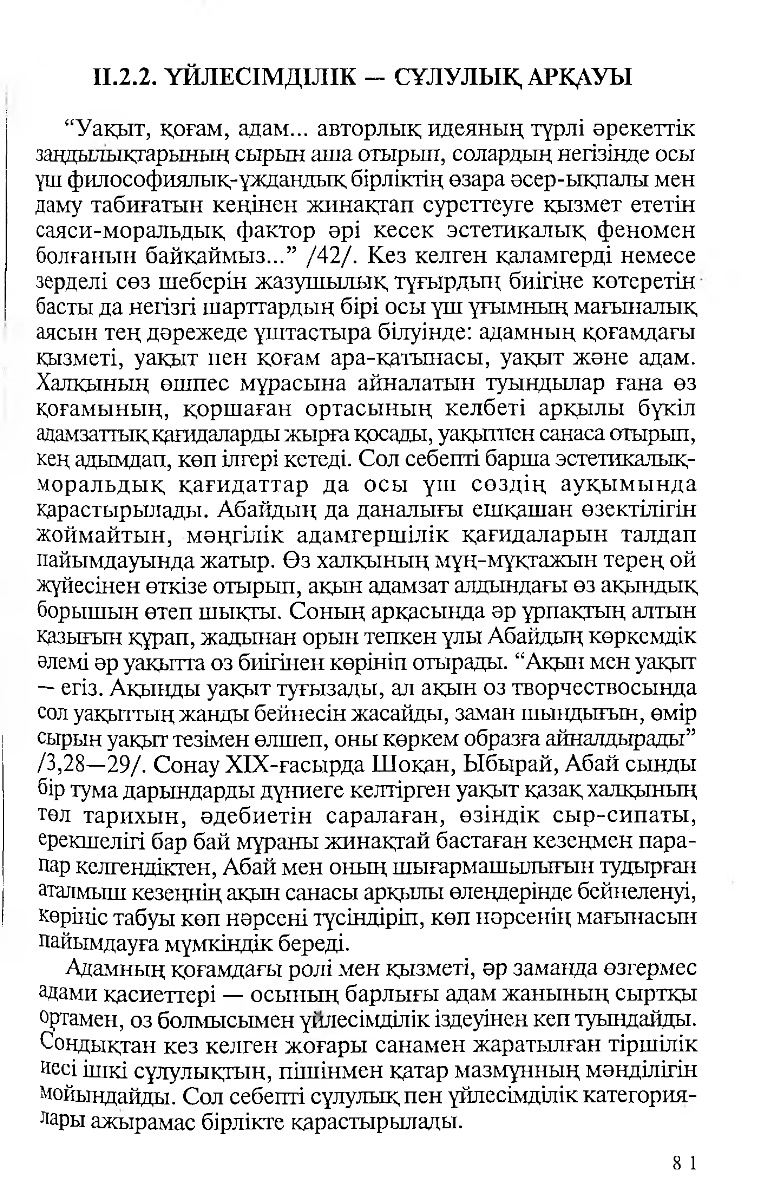 II.2.2. ҮЙЛЕСІМДІЛІК — СҰЛУЛЫҚ АРҚАУЫ
“Уақыт, қоғам, адам... авторлық идеяның түрлі әрекеттік
заңдылықтарының сырын аша отырып, солардың негізінде осы
үш философиялық-ұждандық бірліктің өзара әсер-ықпалы мен
даму табиғатын кеңінен жинақтап суреттеуге қызмет ететін
саяси-моральдық фактор әрі кесек эстетикалық феномен
болғанын байқаймыз...” /42/. Кез келген қаламгерді немесе
зерделі сөз шеберін жазушылық тұғырдың биігіне көтеретін
басты да негізгі шарттардың бірі осы үш ұғымның мағыналық
аясын тең дәрежеде ұштастыра білуінде: адамның қоғамдағы
қызметі, уақыт пен қоғам ара-қатынасы, уақыт және адам.
Халқының өшпес мұрасына айналатын туындылар ғана өз
қоғамының, қоршаған ортасының келбеті арқылы бүкіл
адамзаттық қағидаларды жырға қосады, уақытпен санаса отырып,
кең адымдап, көп ілгері кетеді. Сол себепті барша эстетикалық-
моральдық қағидаттар да осы үш сөздің ауқымында
қарастырылады. Абайдың да даналығы ешқашан өзектілігін
жоймайтын, мәңгілік адамгершілік қағидаларын талдап
пайымдауында жатыр. Өз халқының мұң-мұқтажын терең ой
жүйесінен өткізе отырып, ақын адамзат алдындағы өз ақындық
борышын өтеп шықты. Соның арқасында әр ұрпақтың алтын
қазығын құрап, жадынан орын тепкен ұлы Абайдың көркемдік
әлемі әр уақытта оз биігінен көрініп отырады. “Ақын мен уақыт
— егіз. Ақынды уақыт туғызады, ал ақын оз творчествосында
сол уақыттың жанды бейнесін жасайды, заман шындығын, өмір
сырын уақыт тезімен өлшеп, оны көркем образға айналдырады”
/3,28—29/. Сонау XIX-ғасырда Шоқан, Ыбырай, Абай сынды
бір тума дарындарды дүниеге келтірген уақыт қазақ халқының
төл тарихын, әдебиетін саралаған, өзіндік сыр-сипаты,
ерекшелігі бар бай мұраны жинақтай бастаған кезеңмен пара-
пар келгендіктен, Абай мен оның шығармашылығын тудырған
аталмыш кезеңнің ақын санасы арқылы өлеңдерінде бейнеленуі,
көрініс табуы көп нәрсені түсіндіріп, көп нәрсенің мағынасын
пайымдауға мүмкіндік береді.
Адамның қоғамдағы ролі мен қызметі, әр заманда өзгермес
адами қасиеттері — осының барлығы адам жанының сыртқы
ортамен, оз болмысымен үйлесімділік іздеуінен кеп туындайды.
Сондықтан кез келген жоғары санамен жаратылған тіршілік
иесі ішкі сұлулықтың, пішінмен қатар мазмұнның мәнділігін
мойындайды. Сол себепті сұлулық пен үйлесімділік категория-
лары ажырамас бірлікте қарастырылады.
81